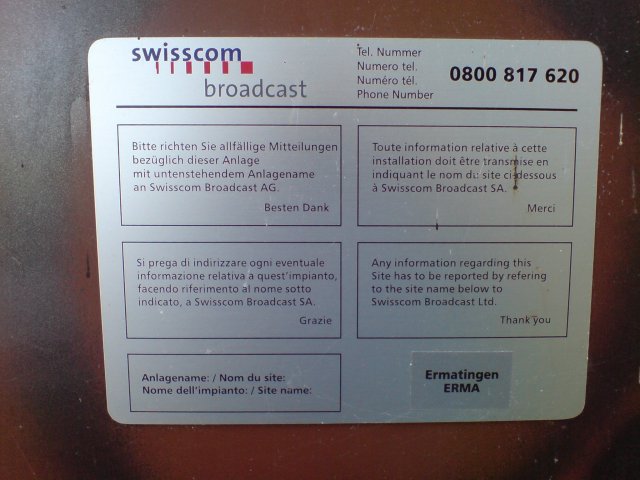 swisscom
broadcast
Tel. Nummer
Numero tel.
Numéro tél.
Phone Number
0800 817 620
Bitte richten Sie allfällige Mitteilungen
bezüglich dieser Anlage
mit untenstehendem Anlagename
an Swisscom Broadcast AG.
Besten Dank
Toute information relative à cette
installation doit être transmise en
indiquant le nom du site ci-dessous
à Swisscom Broadcast SA.
Merci
Si prega di indirizzare ogni eventuale
informazione relativa a quest'impianto,
facendo riferimento al nome sotto
indicato, a Swisscom Broadcast SA.
Grazie
Any information regarding this
Site has to be reported by refering
to the site name below to
Swisscom Broadcast Ltd.
Thank you
Anlagename: / Nom du site:
Nome dell'impianto: / Site name:
Ermatingen
ERMA